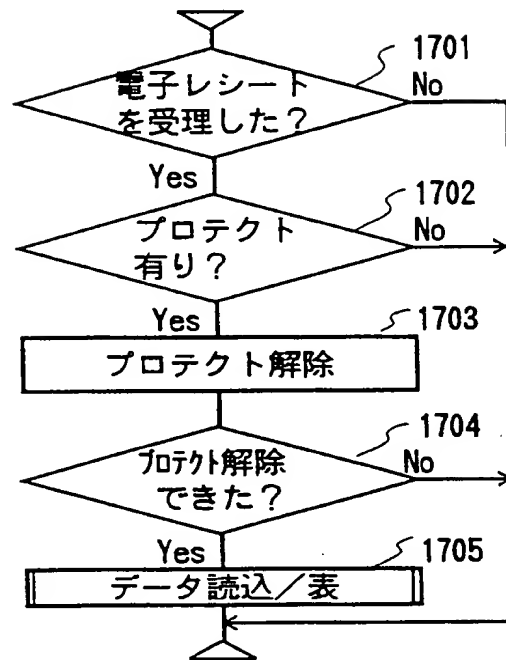 1701
電子レシート
を受理した？
No
Yes
1702
プロテクト
有り？
No
Yes
1703
プロテクト解除
1704
プロテクト解除
できた？
No
Yes
1705
データ読込／表